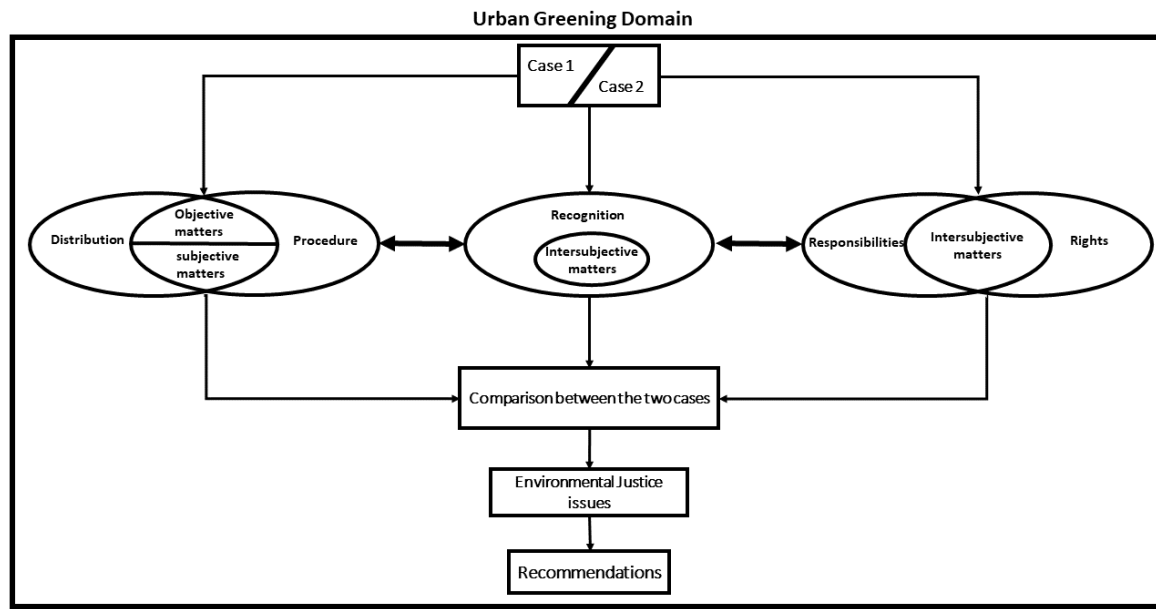 Urban Greening Domain
Case 1
Case 2
Distribution
Objective
matters
subjective
matters
Procedure
Recognition
Intersubjective
matters
Responsibilities
Intersubjective
matters
Rights
Comparison between the two cases
Environmental Justice
issues
Recommendations